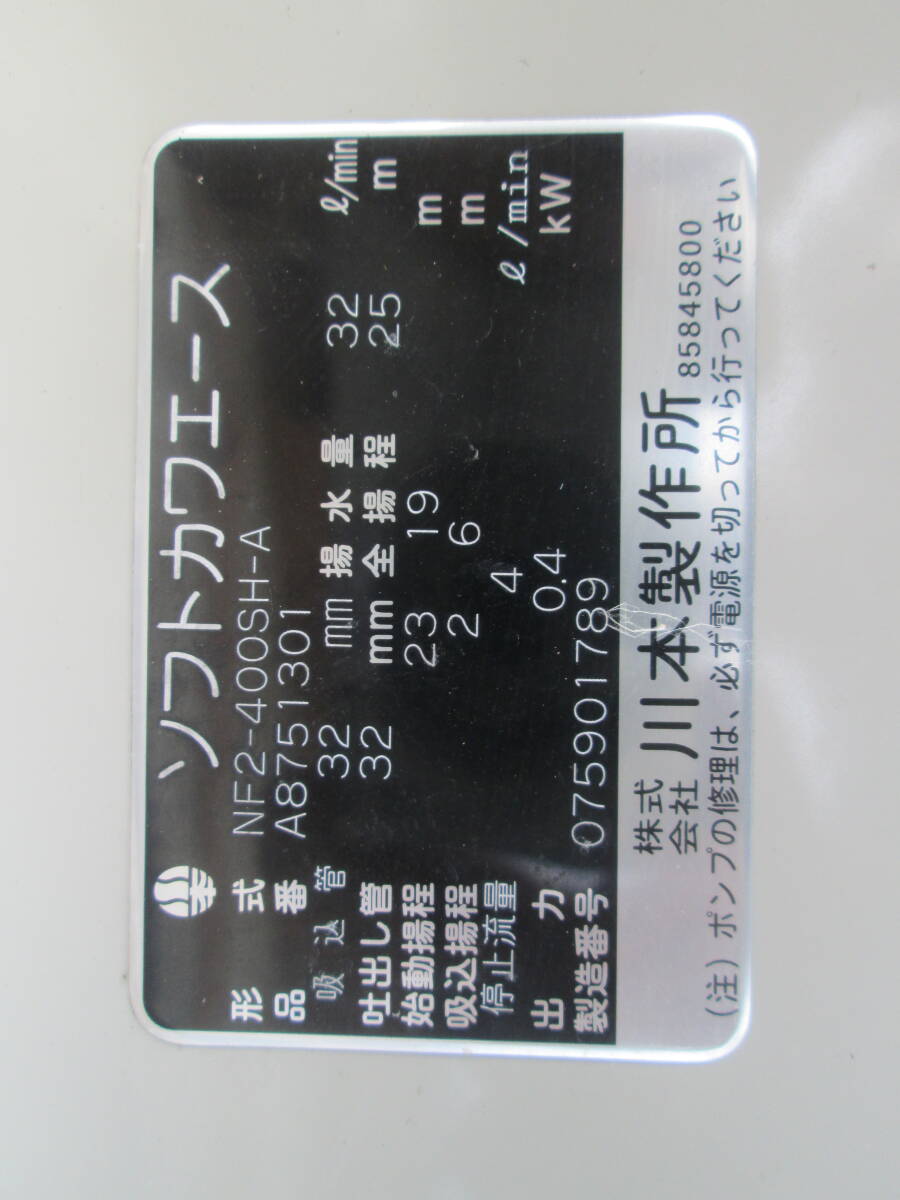 ソフトカワエース
形式 NF2-400SH-A
品番 A8751301
吸込管 32 mm 揚水量 32 ℓ/min
吐出し管 32 mm 全揚程 25 m
始動揚程 23 19 m
吸込揚程 2 6 m
停止流量 4 ℓ/min
出力 0.4 kW
製造番号 075901789
株式会社 川本製作所 85845800
(注) ポンプの修理は、必ず電源を切ってから行ってください